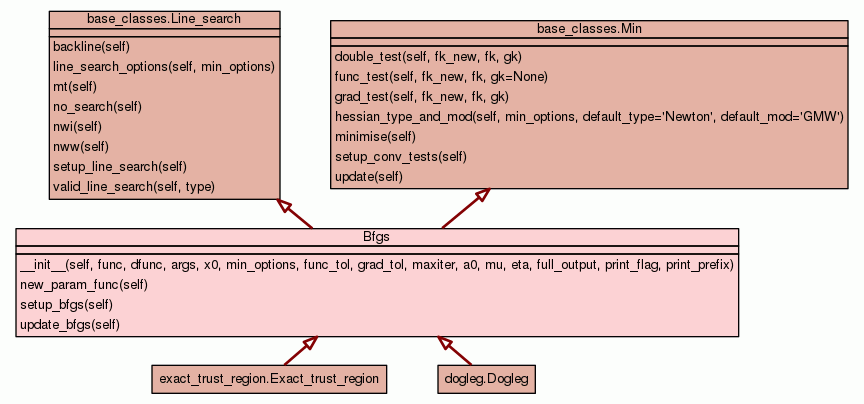 base_classes.Line_search
backline(self)
line_search_options(self, min_options)
mt(self)
no_search(self)
nwi(self)
nww(self)
setup_line_search(self)
valid_line_search(self, type)
base_classes.Min
double_test(self, fk_new, fk, gk)
func_test(self, fk_new, fk, gk=None)
grad_test(self, fk_new, fk, gk)
hessian_type_and_mod(self, min_options, default_type='Newton', default_mod='GMW')
minimise(self)
setup_conv_tests(self)
update(self)
Bfgs
__init__(self, func, dfunc, args, x0, min_options, func_tol, grad_tol, maxiter, a0, mu, eta, full_output, print_flag, print_prefix)
new_param_func(self)
setup_bfgs(self)
update_bfgs(self)
exact_trust_region.Exact_trust_region
dogleg.Dogleg